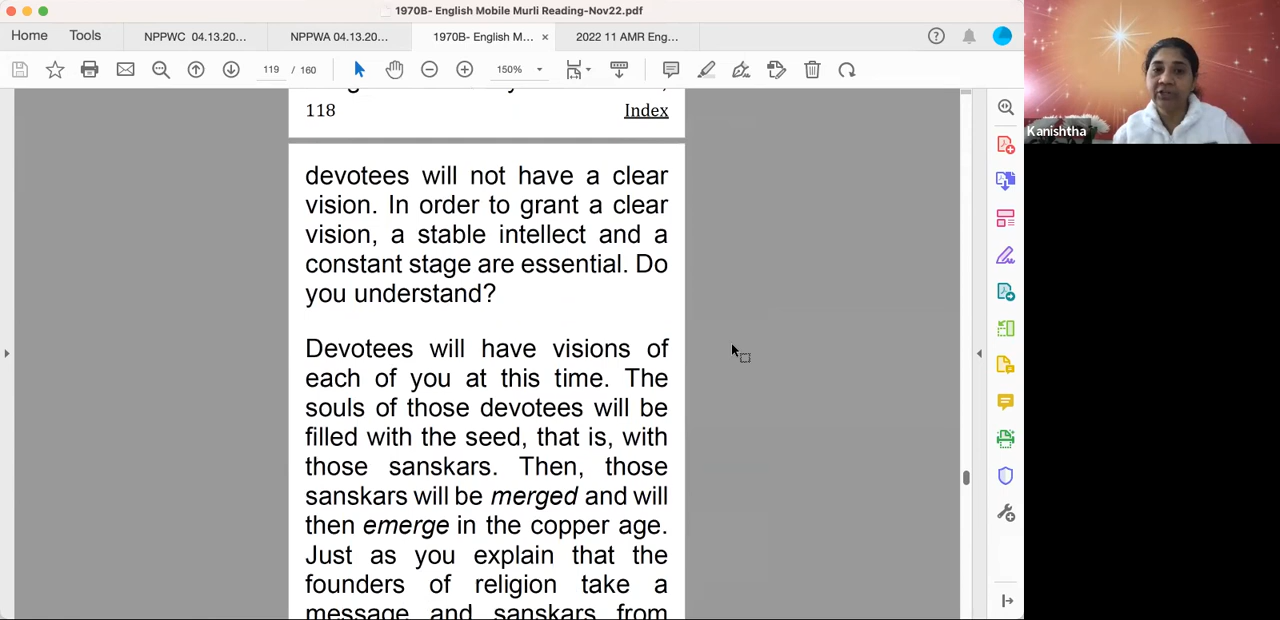 1970B- English Mobile Murli Reading-Nov22.pdf
Home Tools NPPWC 04.13.20... NPPWA 04.13.20... 1970B- English M... × 2022 11 AMR Eng...
119 / 160 150%
118 Index
devotees will not have a clear
vision. In order to grant a clear
vision, a stable intellect and a
constant stage are essential. Do
you understand?
Devotees will have visions of
each of you at this time. The
souls of those devotees will be
filled with the seed, that is, with
those sanskars. Then, those
sanskars will be merged and will
then emerge in the copper age.
Just as you explain that the
founders of religion take a
message and sanskars from
Kanishtha